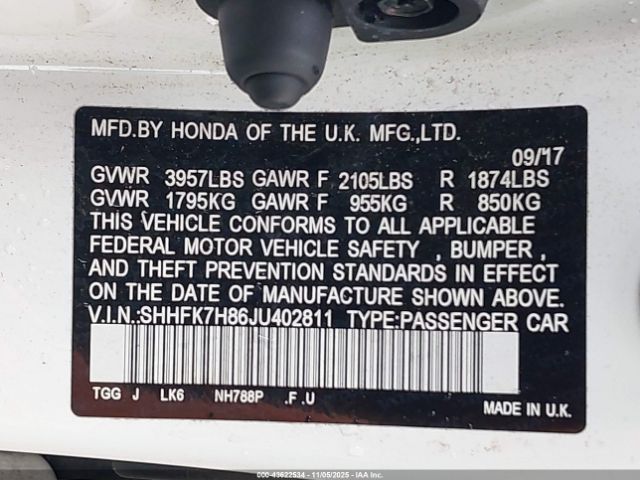 MFD.BY HONDA OF THE U.K. MFG.,LTD.
09/17
GVWR 3957LBS GAWR F 2105LBS R 1874LBS
GVWR 1795KG GAWR F 955KG R 850KG
THIS VEHICLE CONFORMS TO ALL APPLICABLE
FEDERAL MOTOR VEHICLE SAFETY , BUMPER ,
AND THEFT PREVENTION STANDARDS IN EFFECT
ON THE DATE OF MANUFACTURE SHOWN ABOVE.
V.I.N.:SHHFK7H86JU402811 TYPE:PASSENGER CAR
TGG J LK6 NH788P .F .U
MADE IN U.K.
000-43622534 - 11/05/2025 - IAA Inc.